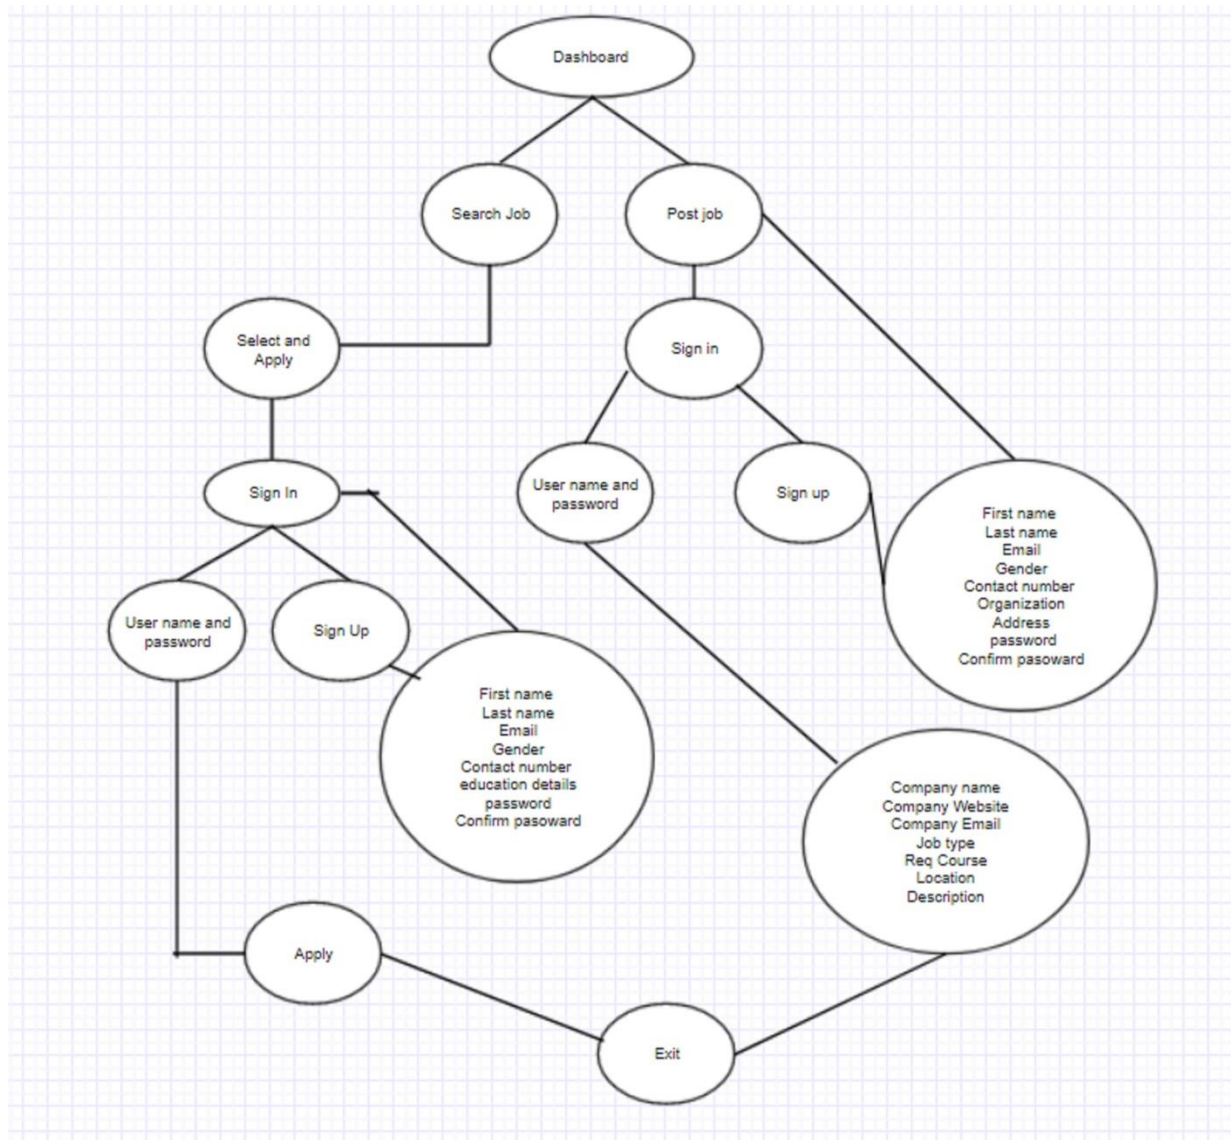 Dashboard
Search Job
Post job
Select and
Apply
Sign in
Sign In
User name and
password
Sign up
First name
Last name
Email
Gender
Contact number
Organization
Address
password
Confirm pasoward
User name and
password
Sign Up
First name
Last name
Email
Gender
Contact number
education details
password
Confirm pasoward
Company name
Company Website
Company Email
Job type
Req Course
Location
Description
Apply
Exit